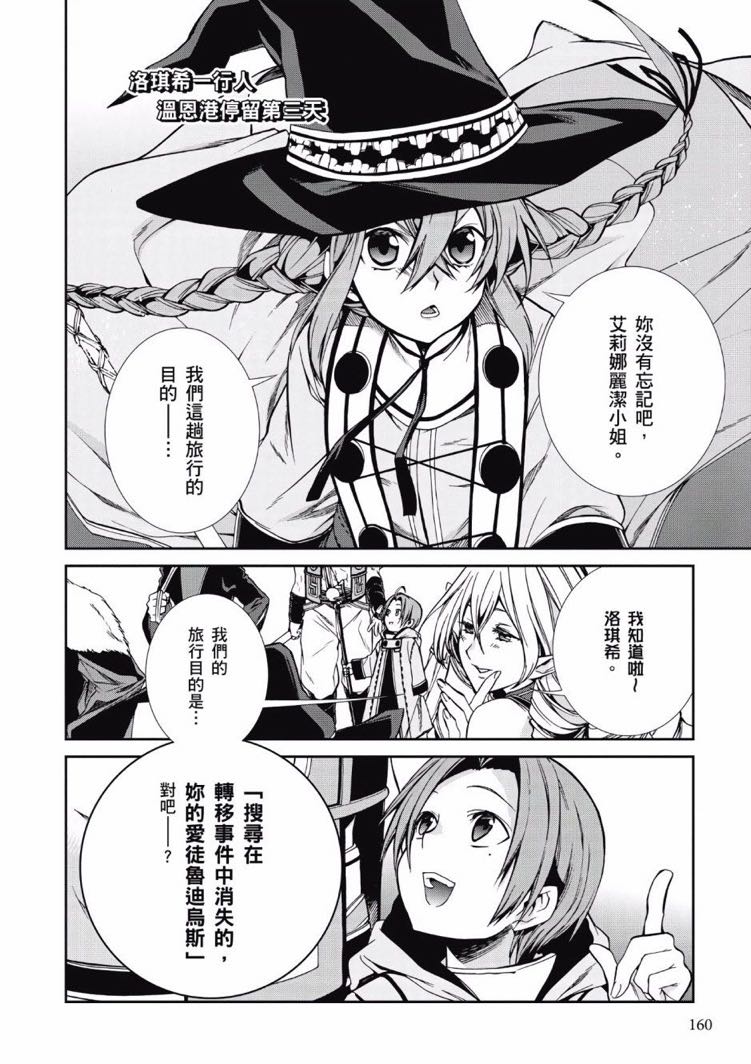 洛琪希一行人
溫恩港停留第三天
妳沒有忘記吧，
艾莉娜麗潔小姐。
我們這趟旅行的
目的——…
我知道啦~
洛琪希。
我們的
旅行目的是…
「搜尋在
轉移事件中消失的，
妳的愛徒魯迪烏斯」
對吧——？
160